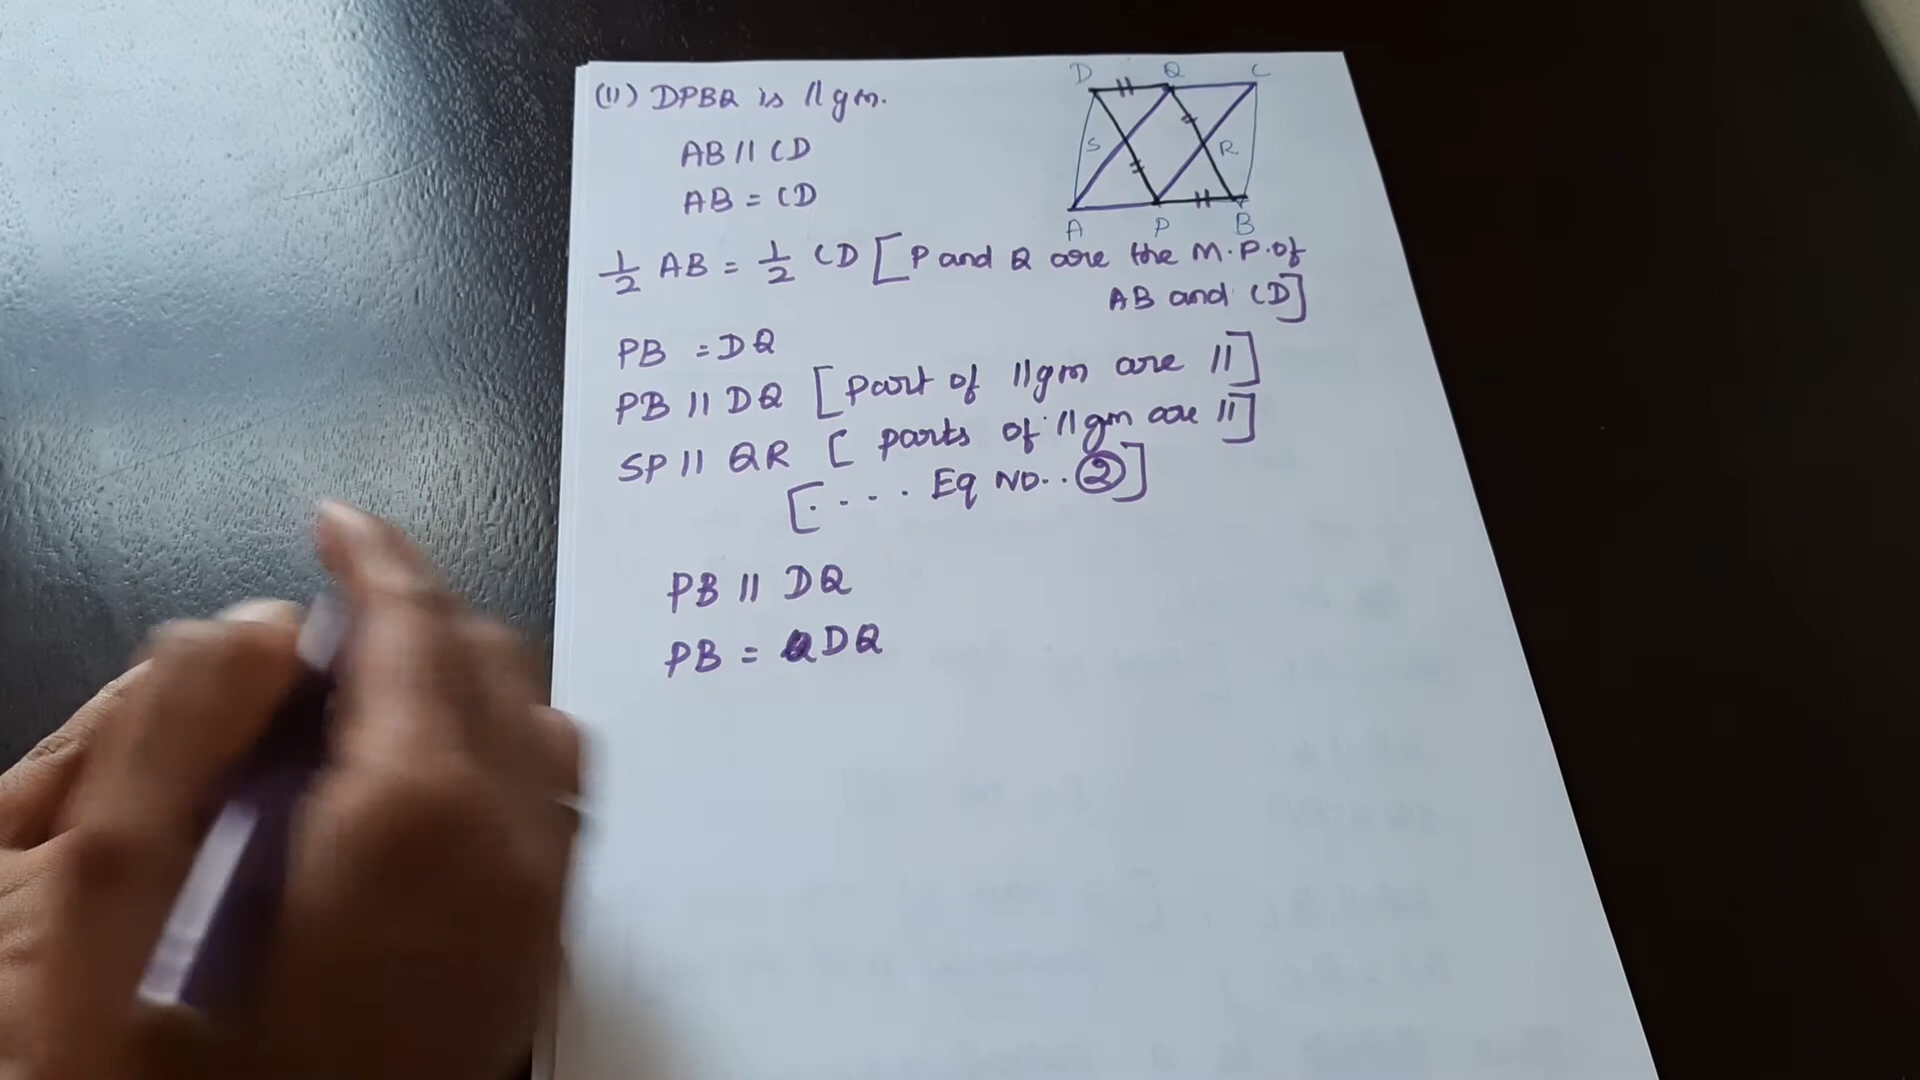 (II) DPBQ is ||gm.
D Q C
AB || CD
S R
AB = CD
A P B
1/2 AB = 1/2 CD [P and Q are the M.P. of
AB and CD]
PB = DQ
PB || DQ [part of ||gm are ||]
SP || QR [ parts of ||gm are ||]
[. . . . Eq No.. ②]
PB || DQ
PB = DQ